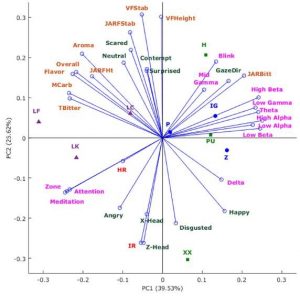 VFStab
VFHeight
0.3
JARFStab
Scared
H
Aroma
Neutral
Contempt
Blink
0.2
Overall
Surprised
GazeDir
Flavor
JARFHt
Mid
JARBitt
Gamma
High Beta
MCarb
0.1
TBitter
LC
IG
Low Gamma
Theta
LF
P
High Alpha
Low Alpha
PU
Low Beta
0
LK
Z
HR
Delta
-0.1
Zone
Attention
Meditation
Angry
X-Head
Happy
-0.2
Disgusted
IR
Z-Head
XX
-0.3
-0.3
-0.2
-0.1
0
0.1
0.2
0.3
PC1 (39.53%)
PC2 (25.62%)